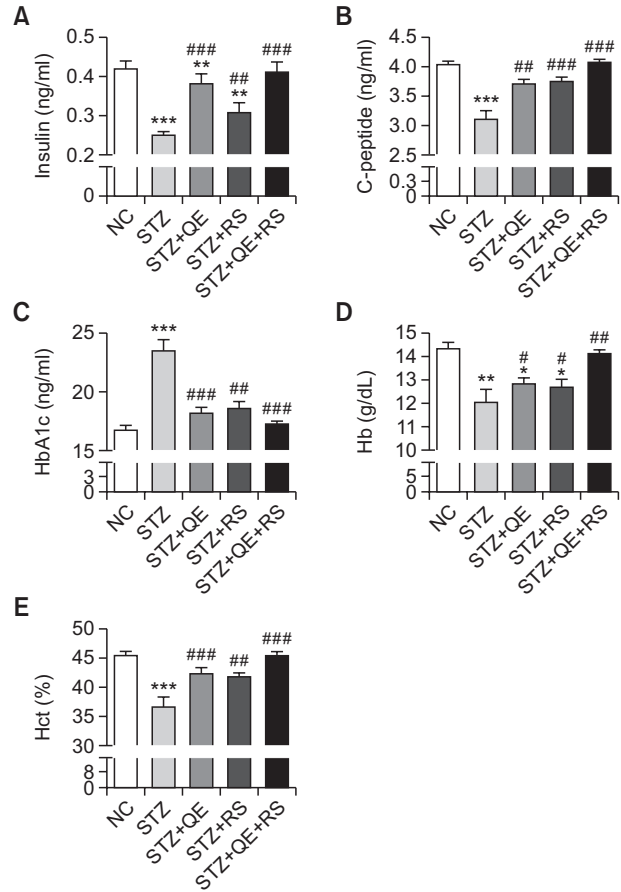 A
Insulin (ng/ml)
0.5
0.4
0.3
0.2
0
***
###
**
##
**
###
NC
STZ
STZ+QE
STZ+RS
STZ+QE+RS
B
C-peptide (ng/ml)
4.5
4.0
3.5
3.0
2.5
0.3
0
***
##
###
###
NC
STZ
STZ+QE
STZ+RS
STZ+QE+RS
C
HbA1c (ng/ml)
25
20
15
3
0
***
###
##
###
NC
STZ
STZ+QE
STZ+RS
STZ+QE+RS
D
Hb (g/dL)
15
14
13
12
11
10
5
0
**
#
*
#
*
##
NC
STZ
STZ+QE
STZ+RS
STZ+QE+RS
E
Hct (%)
50
45
40
35
30
8
0
***
###
##
###
NC
STZ
STZ+QE
STZ+RS
STZ+QE+RS